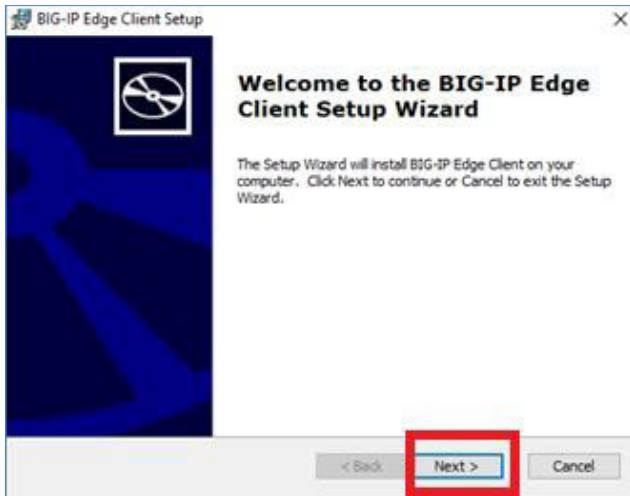 BIG-IP Edge Client Setup
Welcome to the BIG-IP Edge
Client Setup Wizard
The Setup Wizard will install BIG-IP Edge Client on your
computer. Click Next to continue or Cancel to exit the Setup
Wizard.
< Back Next > Cancel